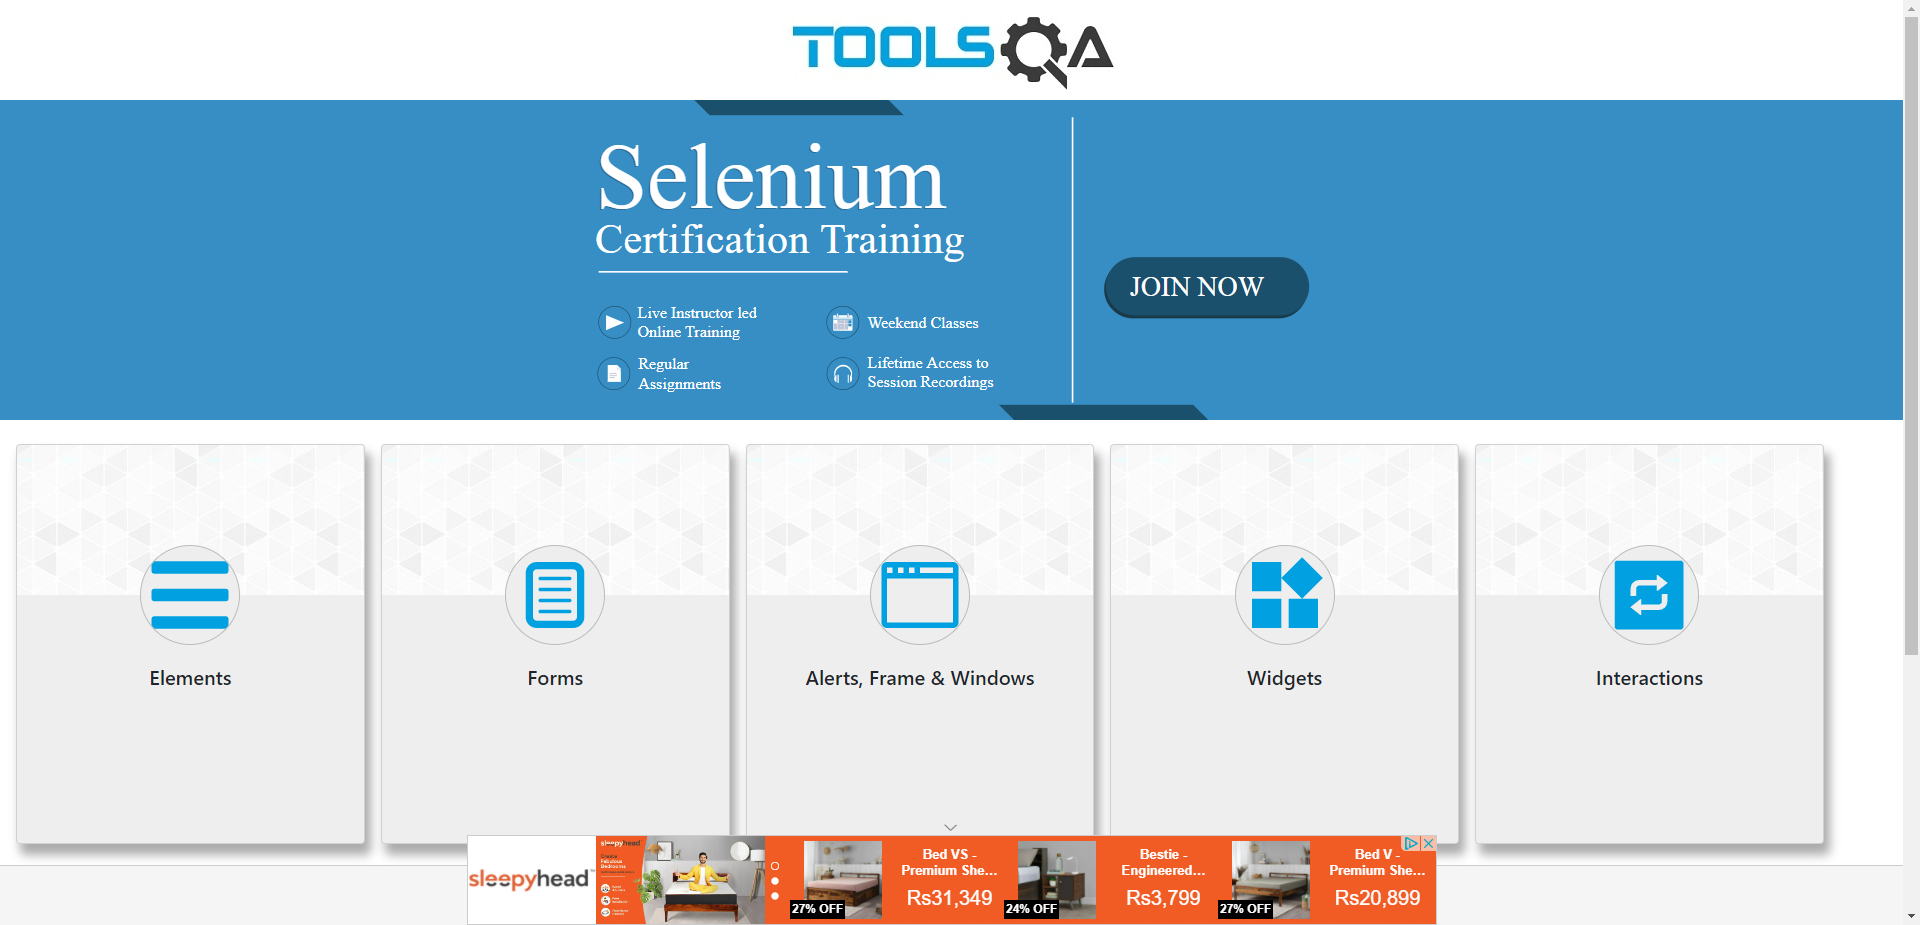 TOOLSQA
Selenium
Certification Training
JOIN NOW
Live Instructor led
Online Training
Weekend Classes
Regular
Assignments
Lifetime Access to
Session Recordings
Elements
Forms
Alerts, Frame & Windows
Widgets
Interactions
sleepyhead™
sleepyhead
27% OFF
Bed VS -
Premium She...
Rs31,349
24% OFF
Bestie -
Engineered...
Rs3,799
27% OFF
Bed V -
Premium She...
Rs20,899